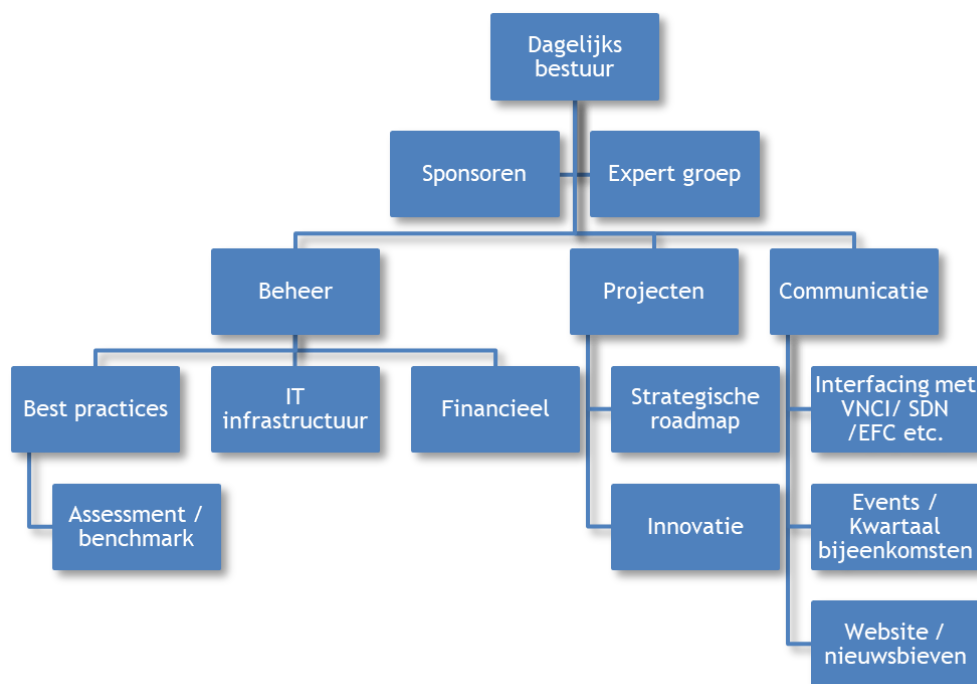 Dagelijks
bestuur
Sponsoren
Expert groep
Beheer
Projecten
Communicatie
Best practices
IT
infrastructuur
Financieel
Strategische
roadmap
Interfacing met
VNCI/ SDN
/EFC etc.
Assessment /
benchmark
Innovatie
Events /
Kwartaal
bijeenkomsten
Website /
nieuwsbieven